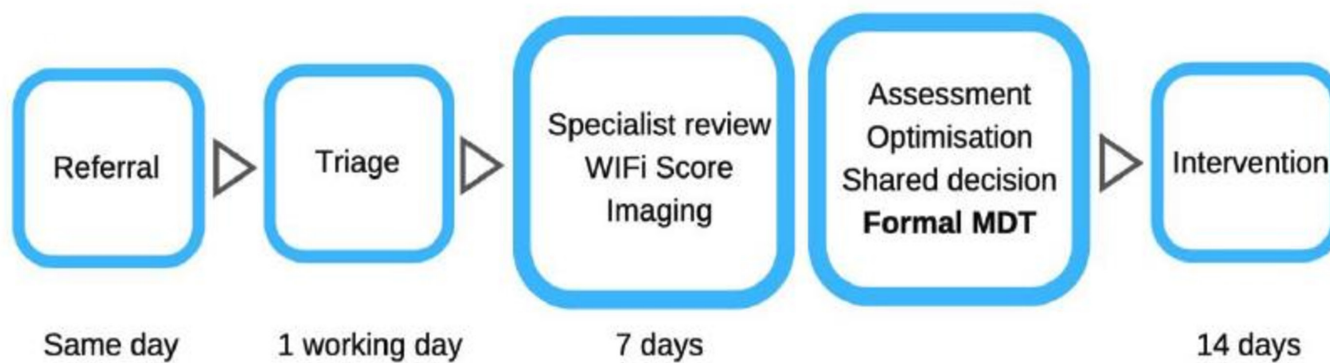 Referral
Triage
Specialist review
WIFi Score
Imaging
Assessment
Optimisation
Shared decision
Formal MDT
Intervention
Same day
1 working day
7 days
14 days